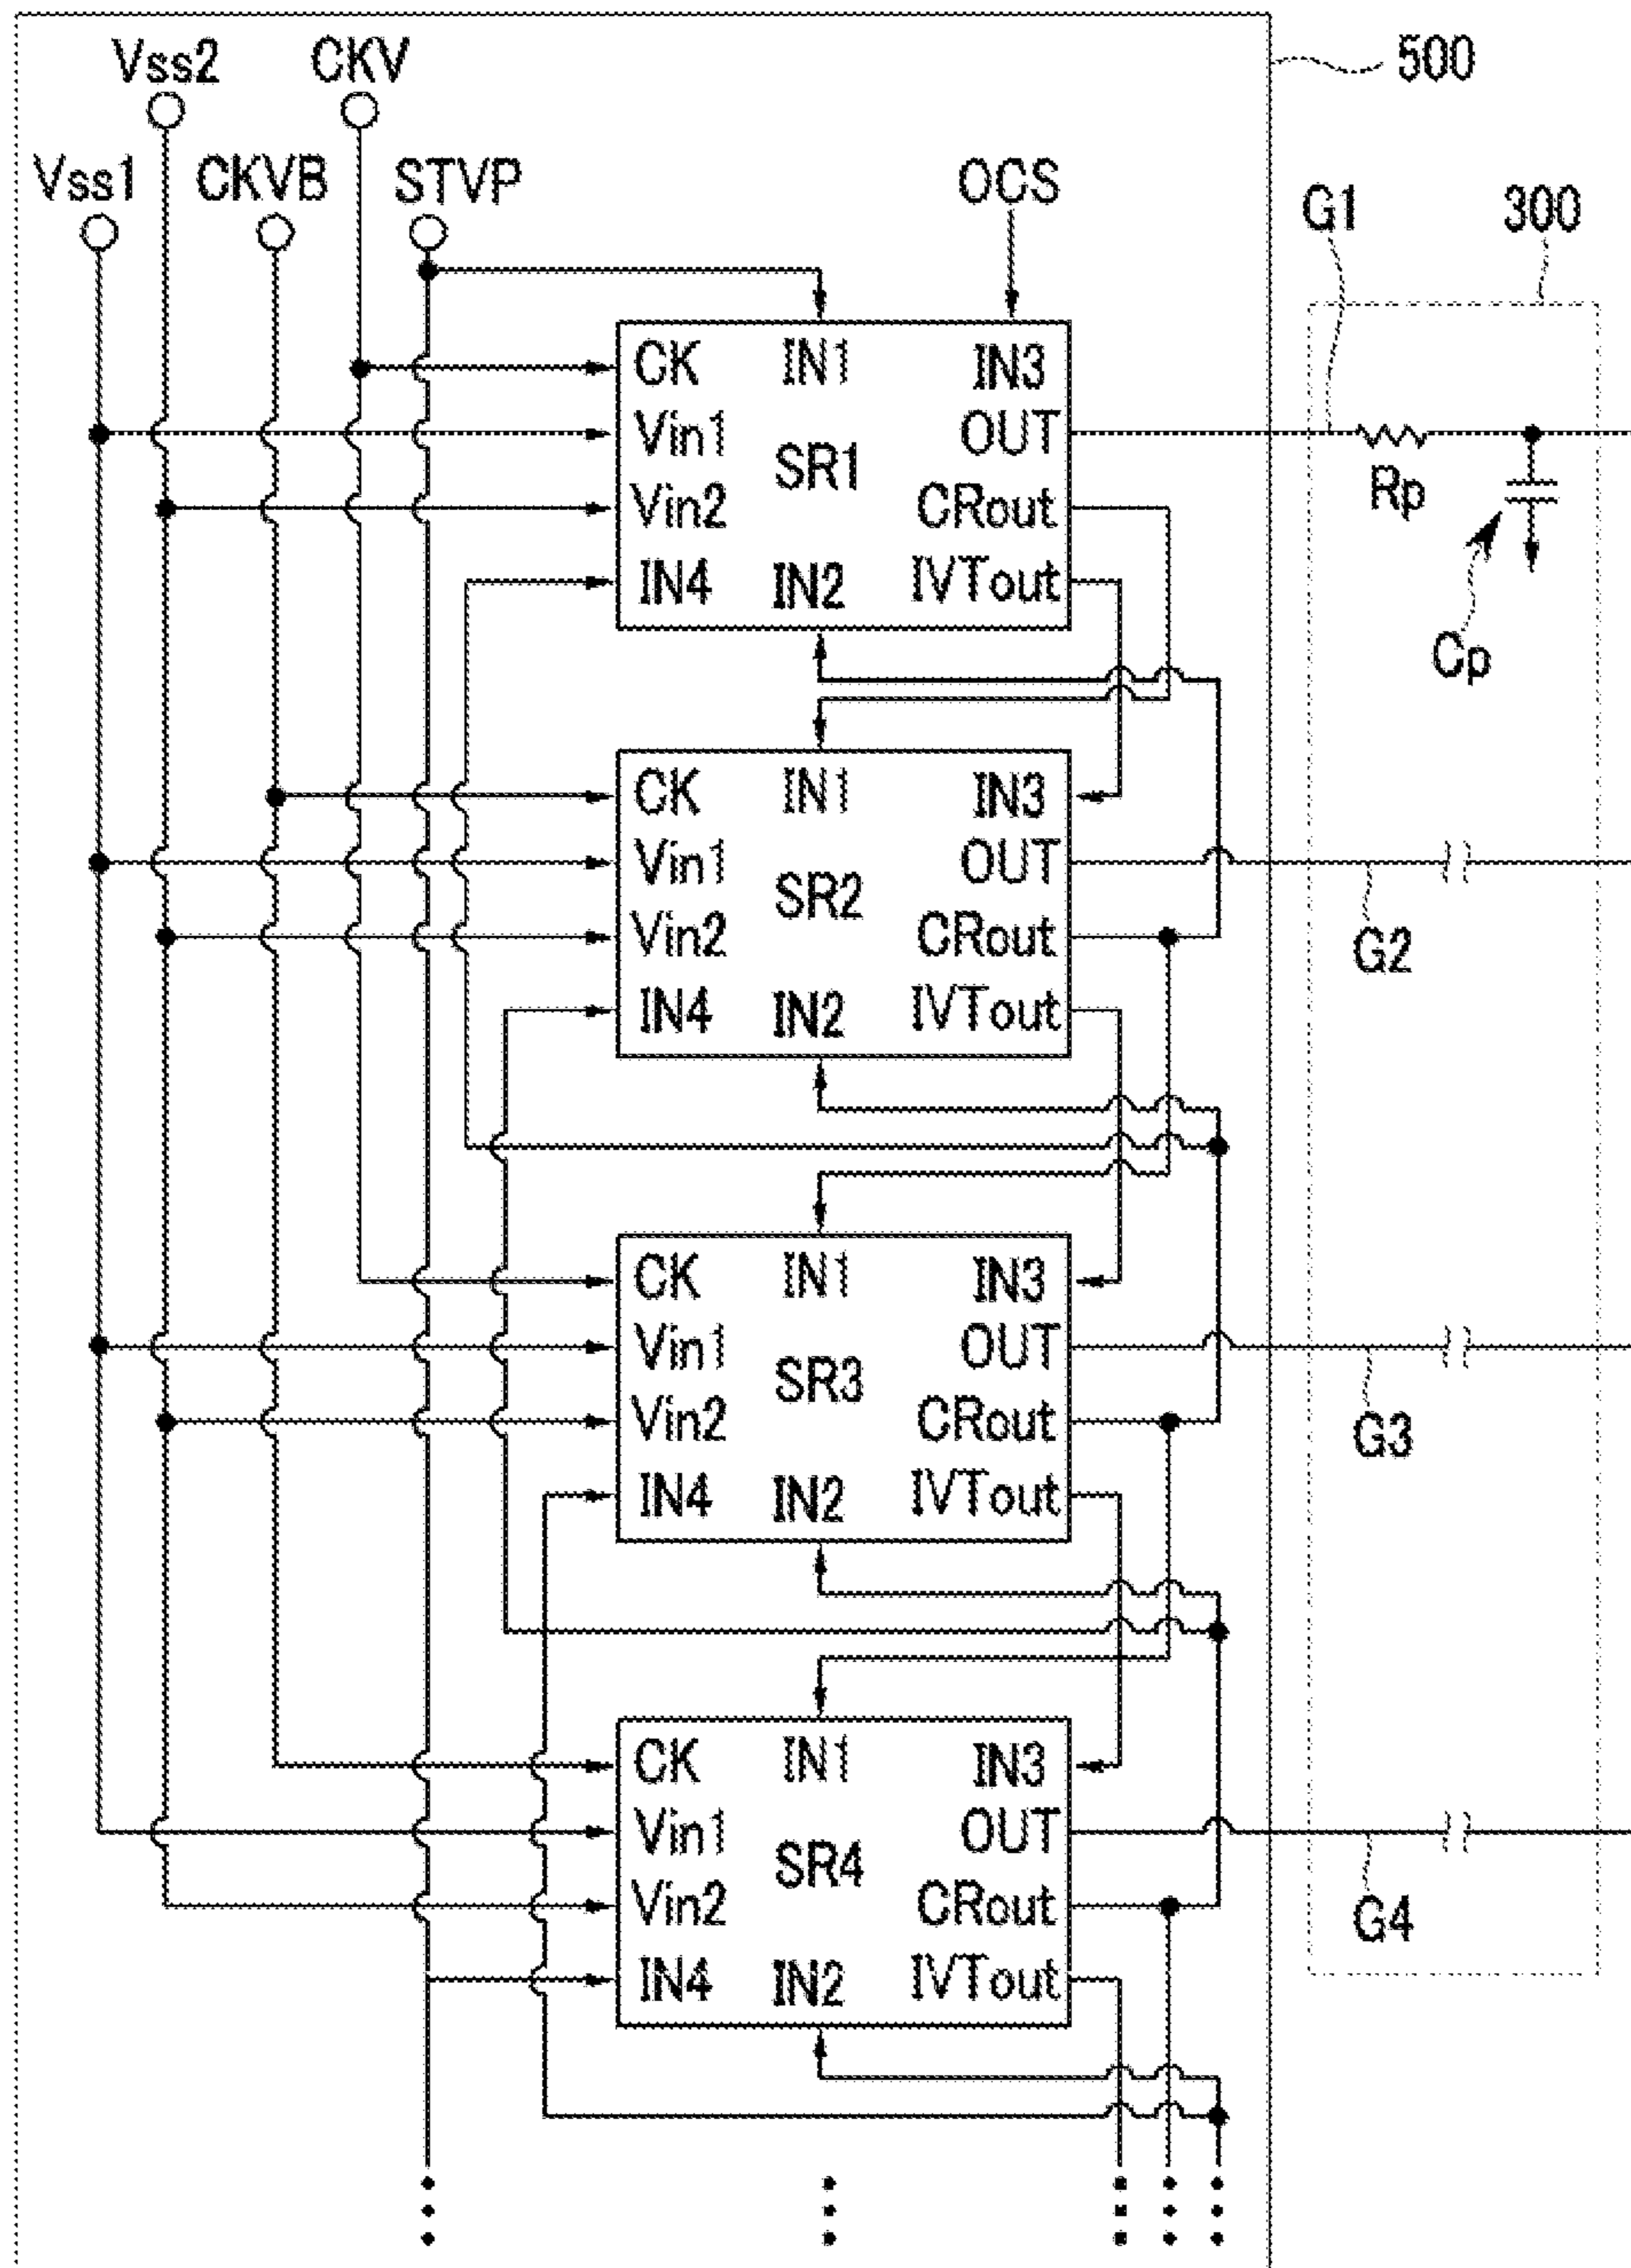 Vss2 CKV 500
Vss1 CKVB STVP OCS G1 300
CK IN1 IN3
Vin1 OUT
SR1
Vin2 CRout Rp
IN4 IN2 IVTout
Cp
CK IN1 IN3
Vin1 OUT
SR2
Vin2 CRout G2
IN4 IN2 IVTout
CK IN1 IN3
Vin1 OUT
SR3
Vin2 CRout G3
IN4 IN2 IVTout
CK IN1 IN3
Vin1 OUT
SR4
Vin2 CRout G4
IN4 IN2 IVTout